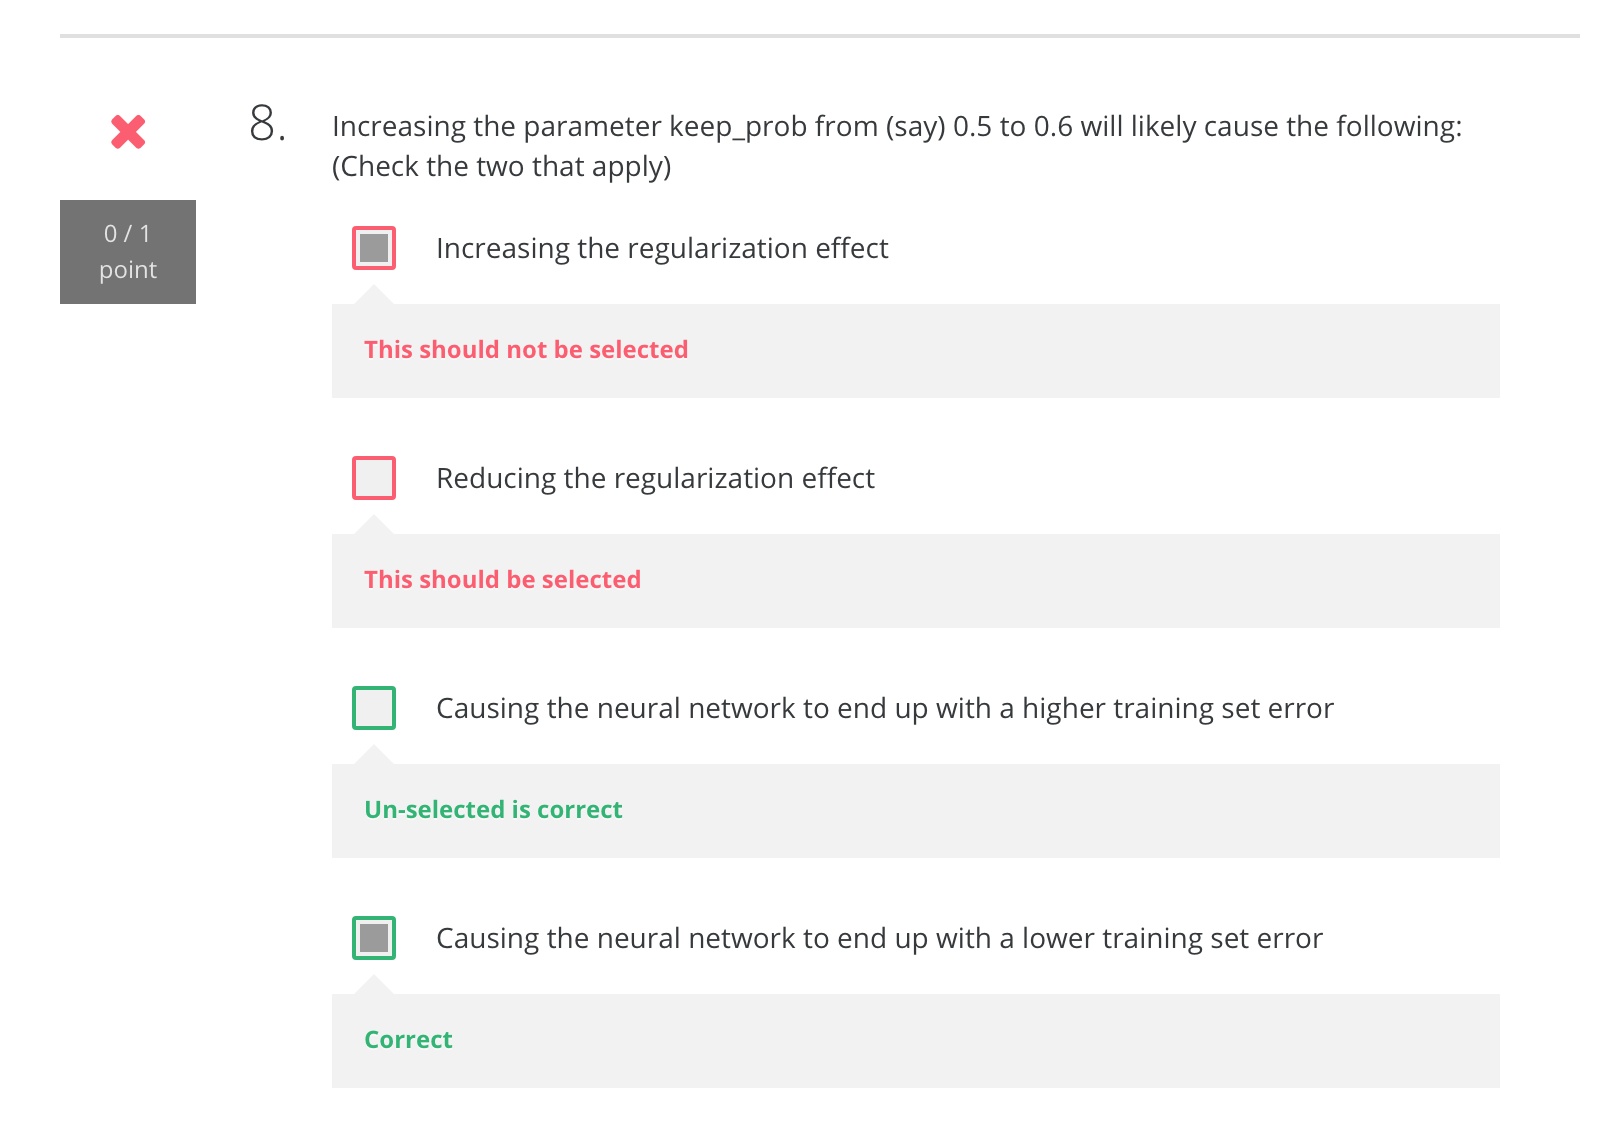 8.
Increasing the parameter keep_prob from (say) 0.5 to 0.6 will likely cause the following:
(Check the two that apply)
0 / 1
point
Increasing the regularization effect
This should not be selected
Reducing the regularization effect
This should be selected
Causing the neural network to end up with a higher training set error
Un-selected is correct
Causing the neural network to end up with a lower training set error
Correct